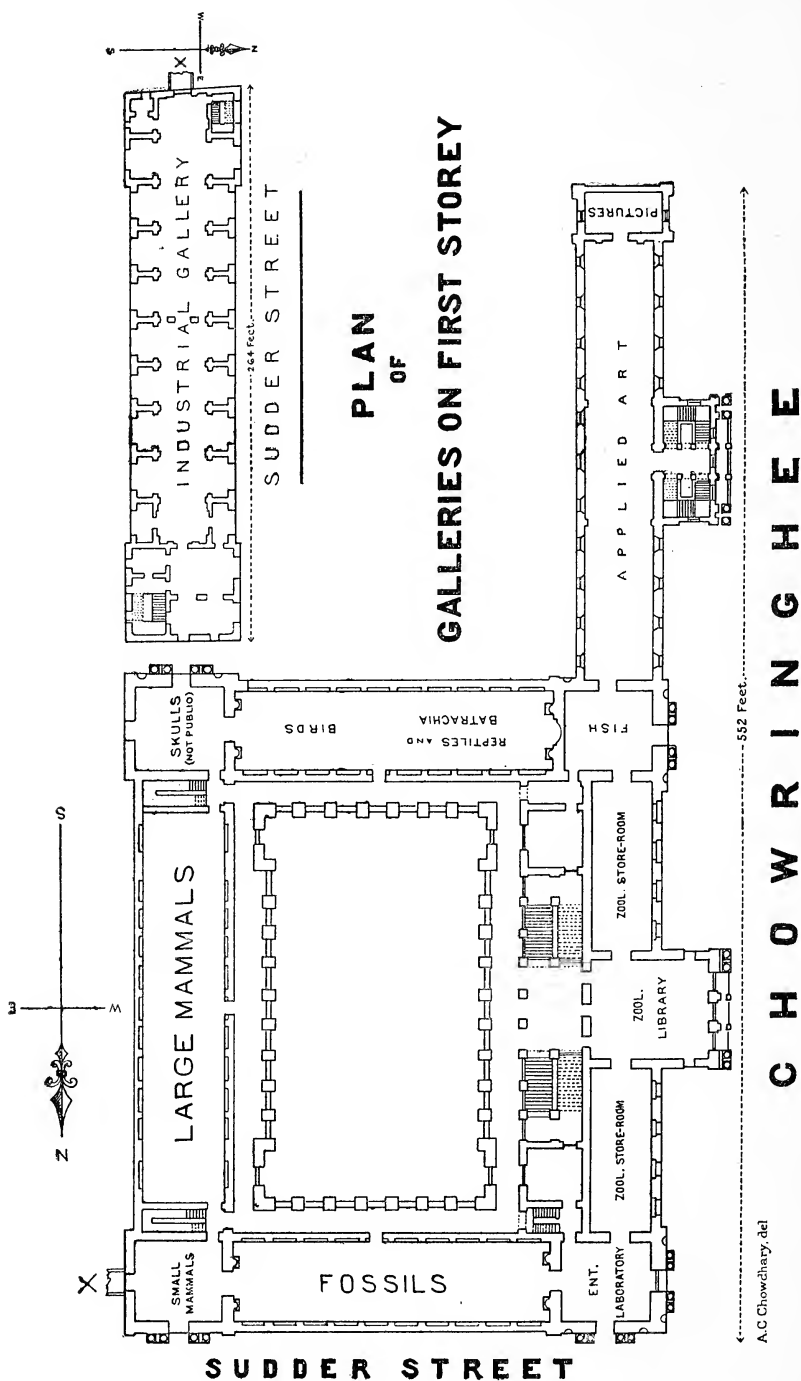 PLAN
OF
GALLERIES ON FIRST STOREY
S
W
E
N
X
INDUSTRIAL GALLERY
264 Feet.
SUDDER STREET
S
E
W
N
SKULLS
(NOT PUBLIC)
BIRDS
REPTILES AND
BATRACHIA
FISH
APPLIED ART
PICTURES
LARGE MAMMALS
ZOOL. STORE-ROOM
ZOOL.
LIBRARY
ZOOL. STORE-ROOM
X
SMALL
MAMMALS
FOSSILS
ENT.
LABORATORY
552 Feet.
A.C Chowdhary. del
SUDDER STREET
CHOWRINGHEE